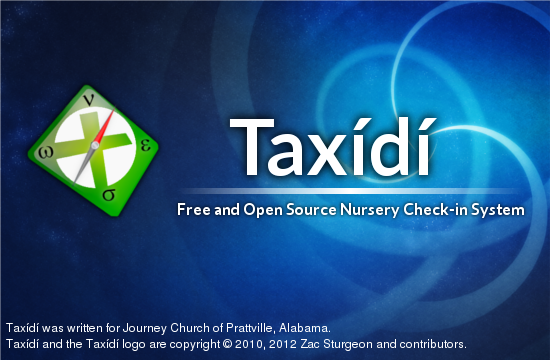 ν
ω
ε
σ
Taxídí
Free and Open Source Nursery Check-in System
Taxídí was written for Journey Church of Prattville, Alabama.
Taxídí and the Taxídí logo are copyright © 2010, 2012 Zac Sturgeon and contributors.